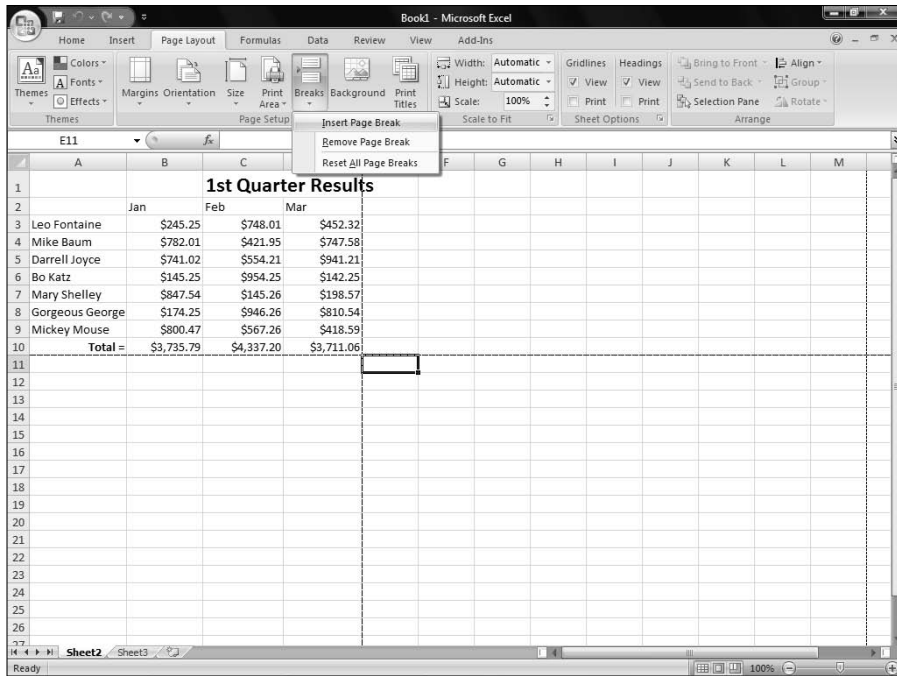 Book1 - Microsoft Excel
Home Insert Page Layout Formulas Data Review View Add-Ins
Themes
Colors
Fonts
Effects
Themes
Margins Orientation Size Print Area Breaks Background Print Titles
Page Setup
Width: Automatic
Height: Automatic
Scale: 100%
Scale to Fit
Gridlines Headings
View View
Print Print
Sheet Options
Bring to Front
Send to Back
Selection Pane
Align
Group
Rotate
Arrange
Insert Page Break
Remove Page Break
Reset All Page Breaks
E11 fx
A B C F G H I J K L M
1 1st Quarter Results
2 Jan Feb Mar
3 Leo Fontaine $245.25 $748.01 $452.32
4 Mike Baum $782.01 $421.95 $747.58
5 Darrell Joyce $741.02 $554.21 $941.21
6 Bo Katz $145.25 $954.25 $142.25
7 Mary Shelley $847.54 $145.26 $198.57
8 Gorgeous George $174.25 $946.26 $810.54
9 Mickey Mouse $800.47 $567.26 $418.59
10 Total = $3,735.79 $4,337.20 $3,711.06
11
12
13
14
15
16
17
18
19
20
21
22
23
24
25
26
27
Sheet2 Sheet3
Ready 100%